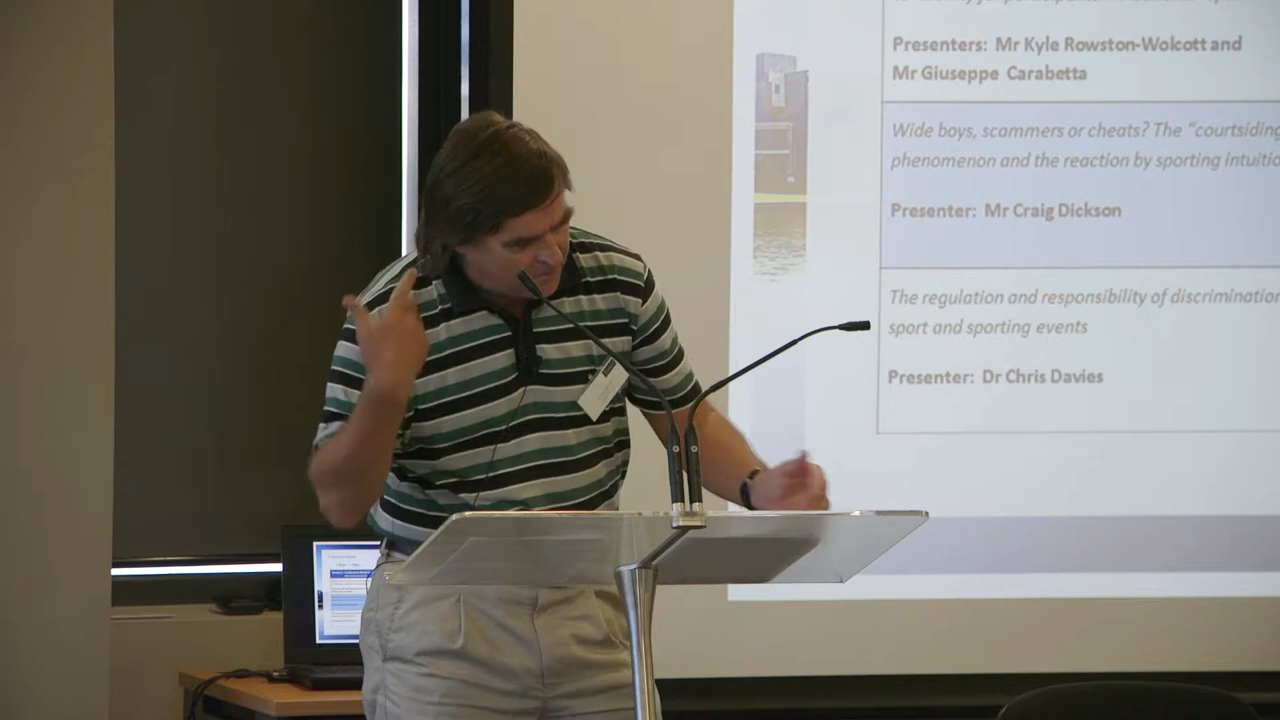 Presenters: Mr Kyle Rowston-Wolcott and
Mr Giuseppe Carabetta
Wide boys, scammers or cheats? The "courtsiding
phenomenon and the reaction by sporting intuitio
Presenter: Mr Craig Dickson
The regulation and responsibility of discrimination
sport and sporting events
Presenter: Dr Chris Davies